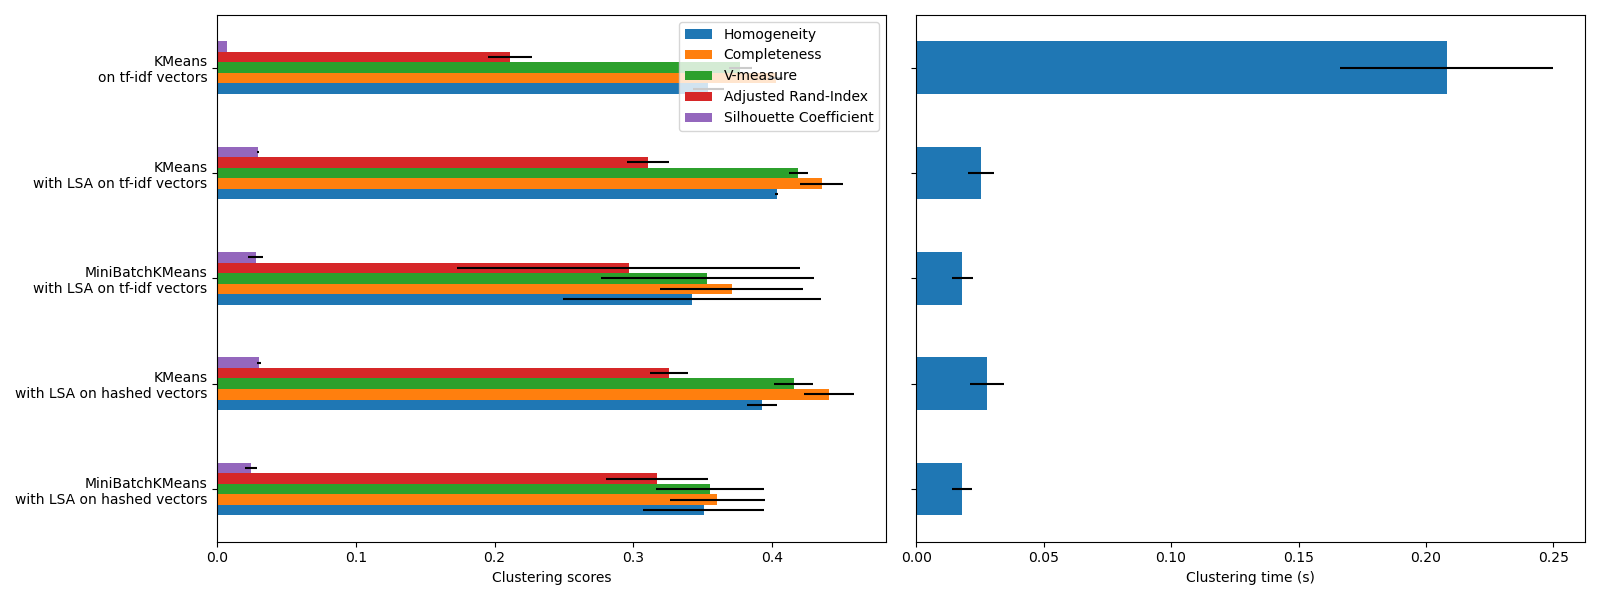 KMeans
on tf-idf vectors
KMeans
with LSA on tf-idf vectors
MiniBatchKMeans
with LSA on tf-idf vectors
KMeans
with LSA on hashed vectors
MiniBatchKMeans
with LSA on hashed vectors
Homogeneity
Completeness
V-measure
Adjusted Rand-Index
Silhouette Coefficient
0.0 0.1 0.2 0.3 0.4
Clustering scores
0.00 0.05 0.10 0.15 0.20 0.25
Clustering time (s)